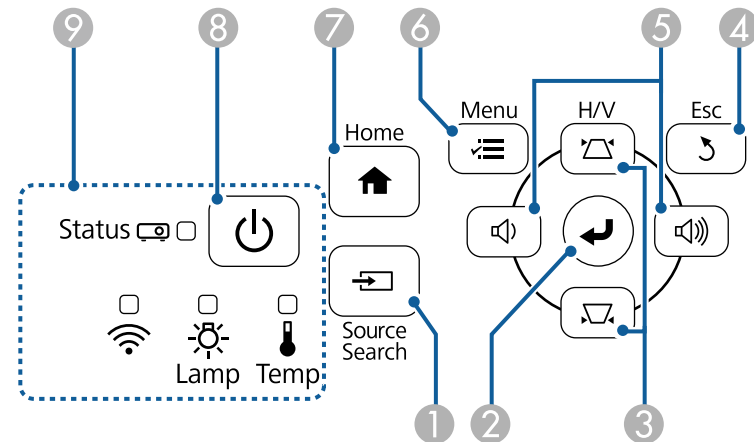 9 8 7 6 5 4
Menu H/V Esc
Home
Status
Source
Search
Lamp Temp
1 2 3